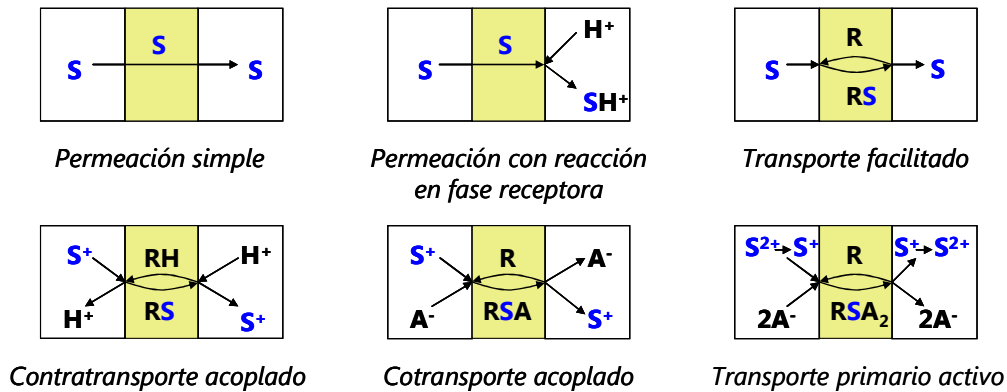 S S S
Permeación simple
S S H⁺
SH⁺
Permeación con reacción
en fase receptora
R
S S
RS
Transporte facilitado
S⁺ RH H⁺
H⁺ RS S⁺
Contratransporte acoplado
S⁺ R A⁻
A⁻ RSA S⁺
Cotransporte acoplado
S²⁺ S⁺ R S⁺ S²⁺
2A⁻ RSA₂ 2A⁻
Transporte primario activo